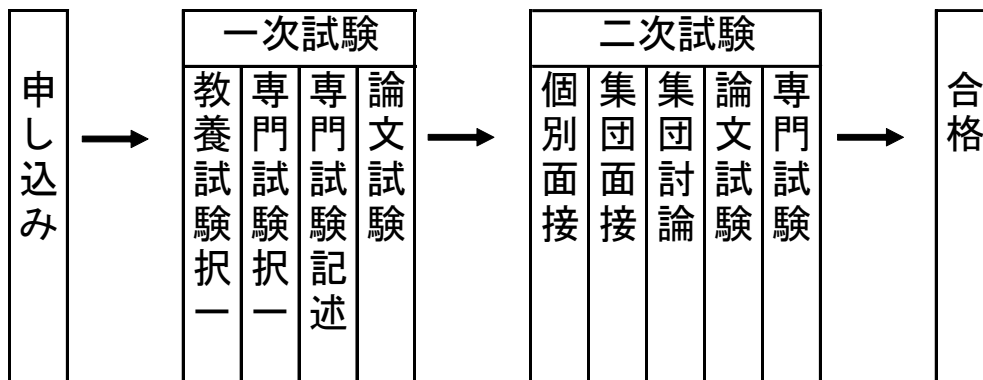 申し込み
一次試験
教養試験択一
専門試験択一
専門試験記述
論文試験
二次試験
個別面接
集団面接
集団討論
論文試験
専門試験
合格